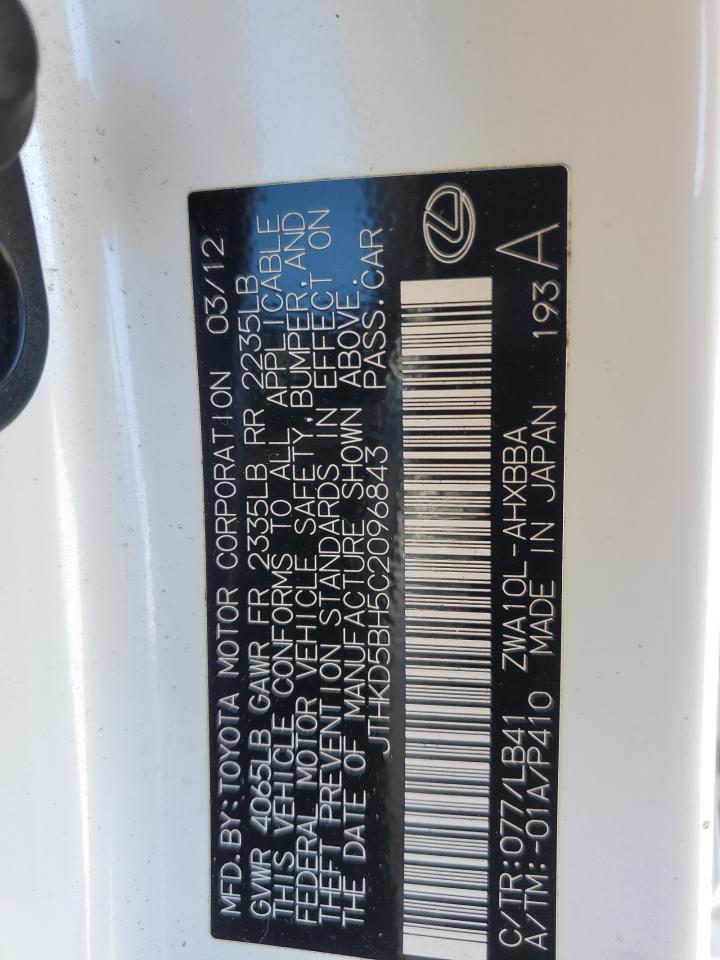 MFD. BY: TOYOTA MOTOR CORPORATION 03/12
GVWR 4065LB GAWR FR 2335LB RR 2235LB
THIS VEHICLE CONFORMS TO ALL APPLICABLE
FEDERAL MOTOR VEHICLE SAFETY, BUMPER, AND
THEFT PREVENTION STANDARDS IN EFFECT ON
THE DATE OF MANUFACTURE SHOWN ABOVE.
JTHKD5BH5C2096843 PASS. CAR
C/TR: 077/LB41 ZWA10L-AHXBBA 193 A
A/TM: -01A/P410 MADE IN JAPAN